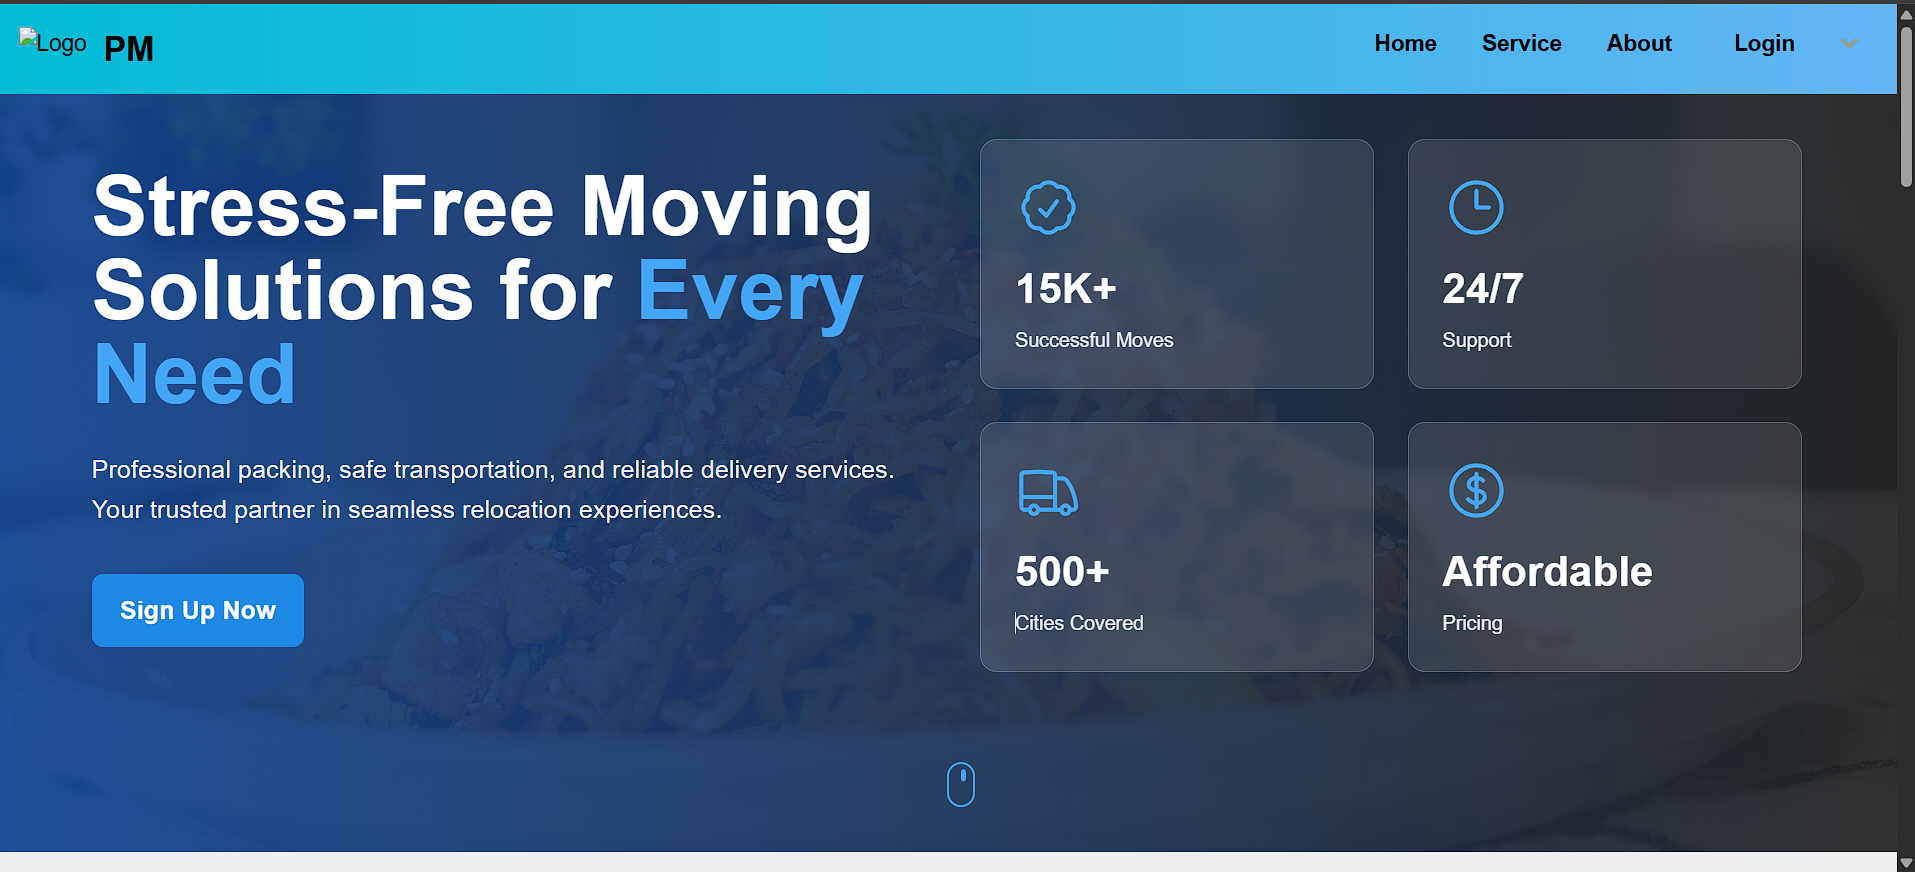 Logo PM
Home Service About Login
Stress-Free Moving
Solutions for Every
Need
Professional packing, safe transportation, and reliable delivery services.
Your trusted partner in seamless relocation experiences.
Sign Up Now
15K+
Successful Moves
24/7
Support
500+
Cities Covered
Affordable
Pricing